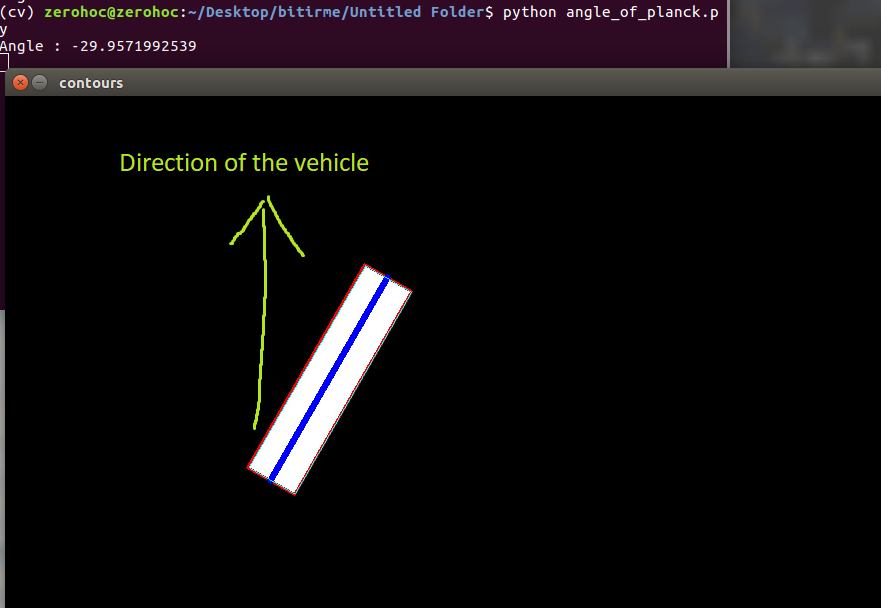 (cv) zerohoc@zerohoc:~/Desktop/bitirme/Untitled Folder$ python angle_of_planck.p
y
Angle : -29.9571992539
contours
Direction of the vehicle